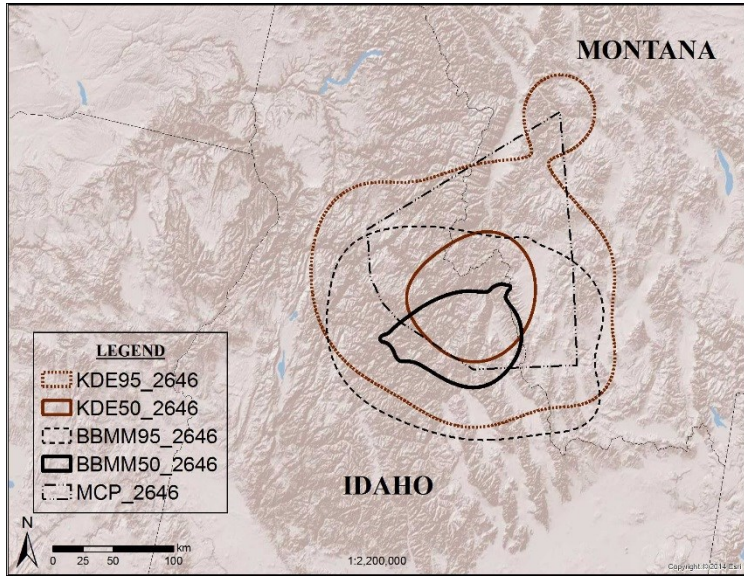 MONTANA
LEGEND
KDE95_2646
KDE50_2646
BBMM95_2646
BBMM50_2646
MCP_2646
IDAHO
N
km
0 25 50 100
1:2,200,000
Copyright:© 2014 Esri